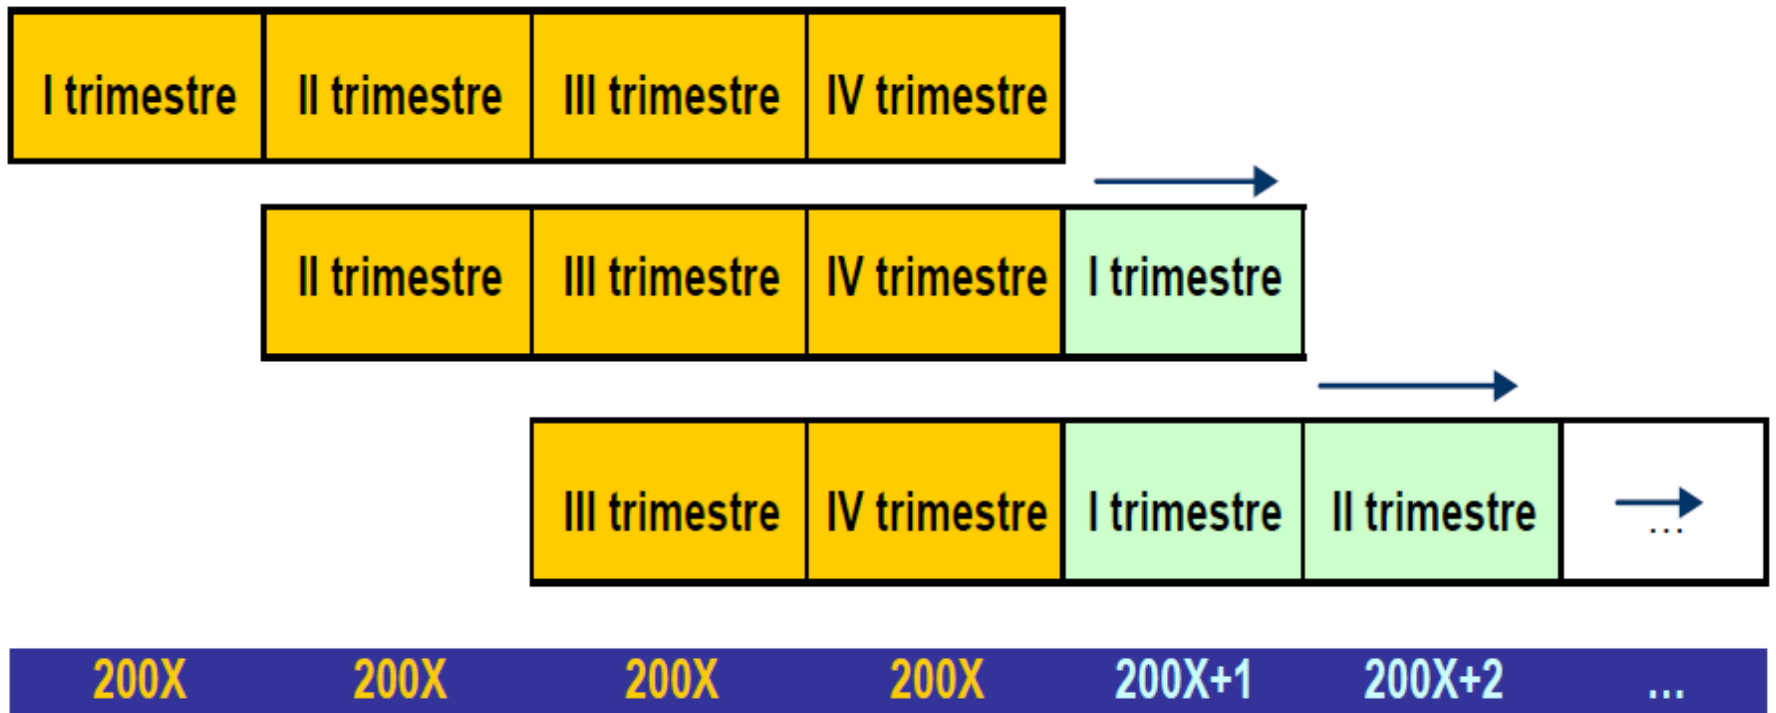 I trimestre II trimestre III trimestre IV trimestre
II trimestre III trimestre IV trimestre I trimestre
III trimestre IV trimestre I trimestre II trimestre ...
200X 200X 200X 200X 200X+1 200X+2 ...